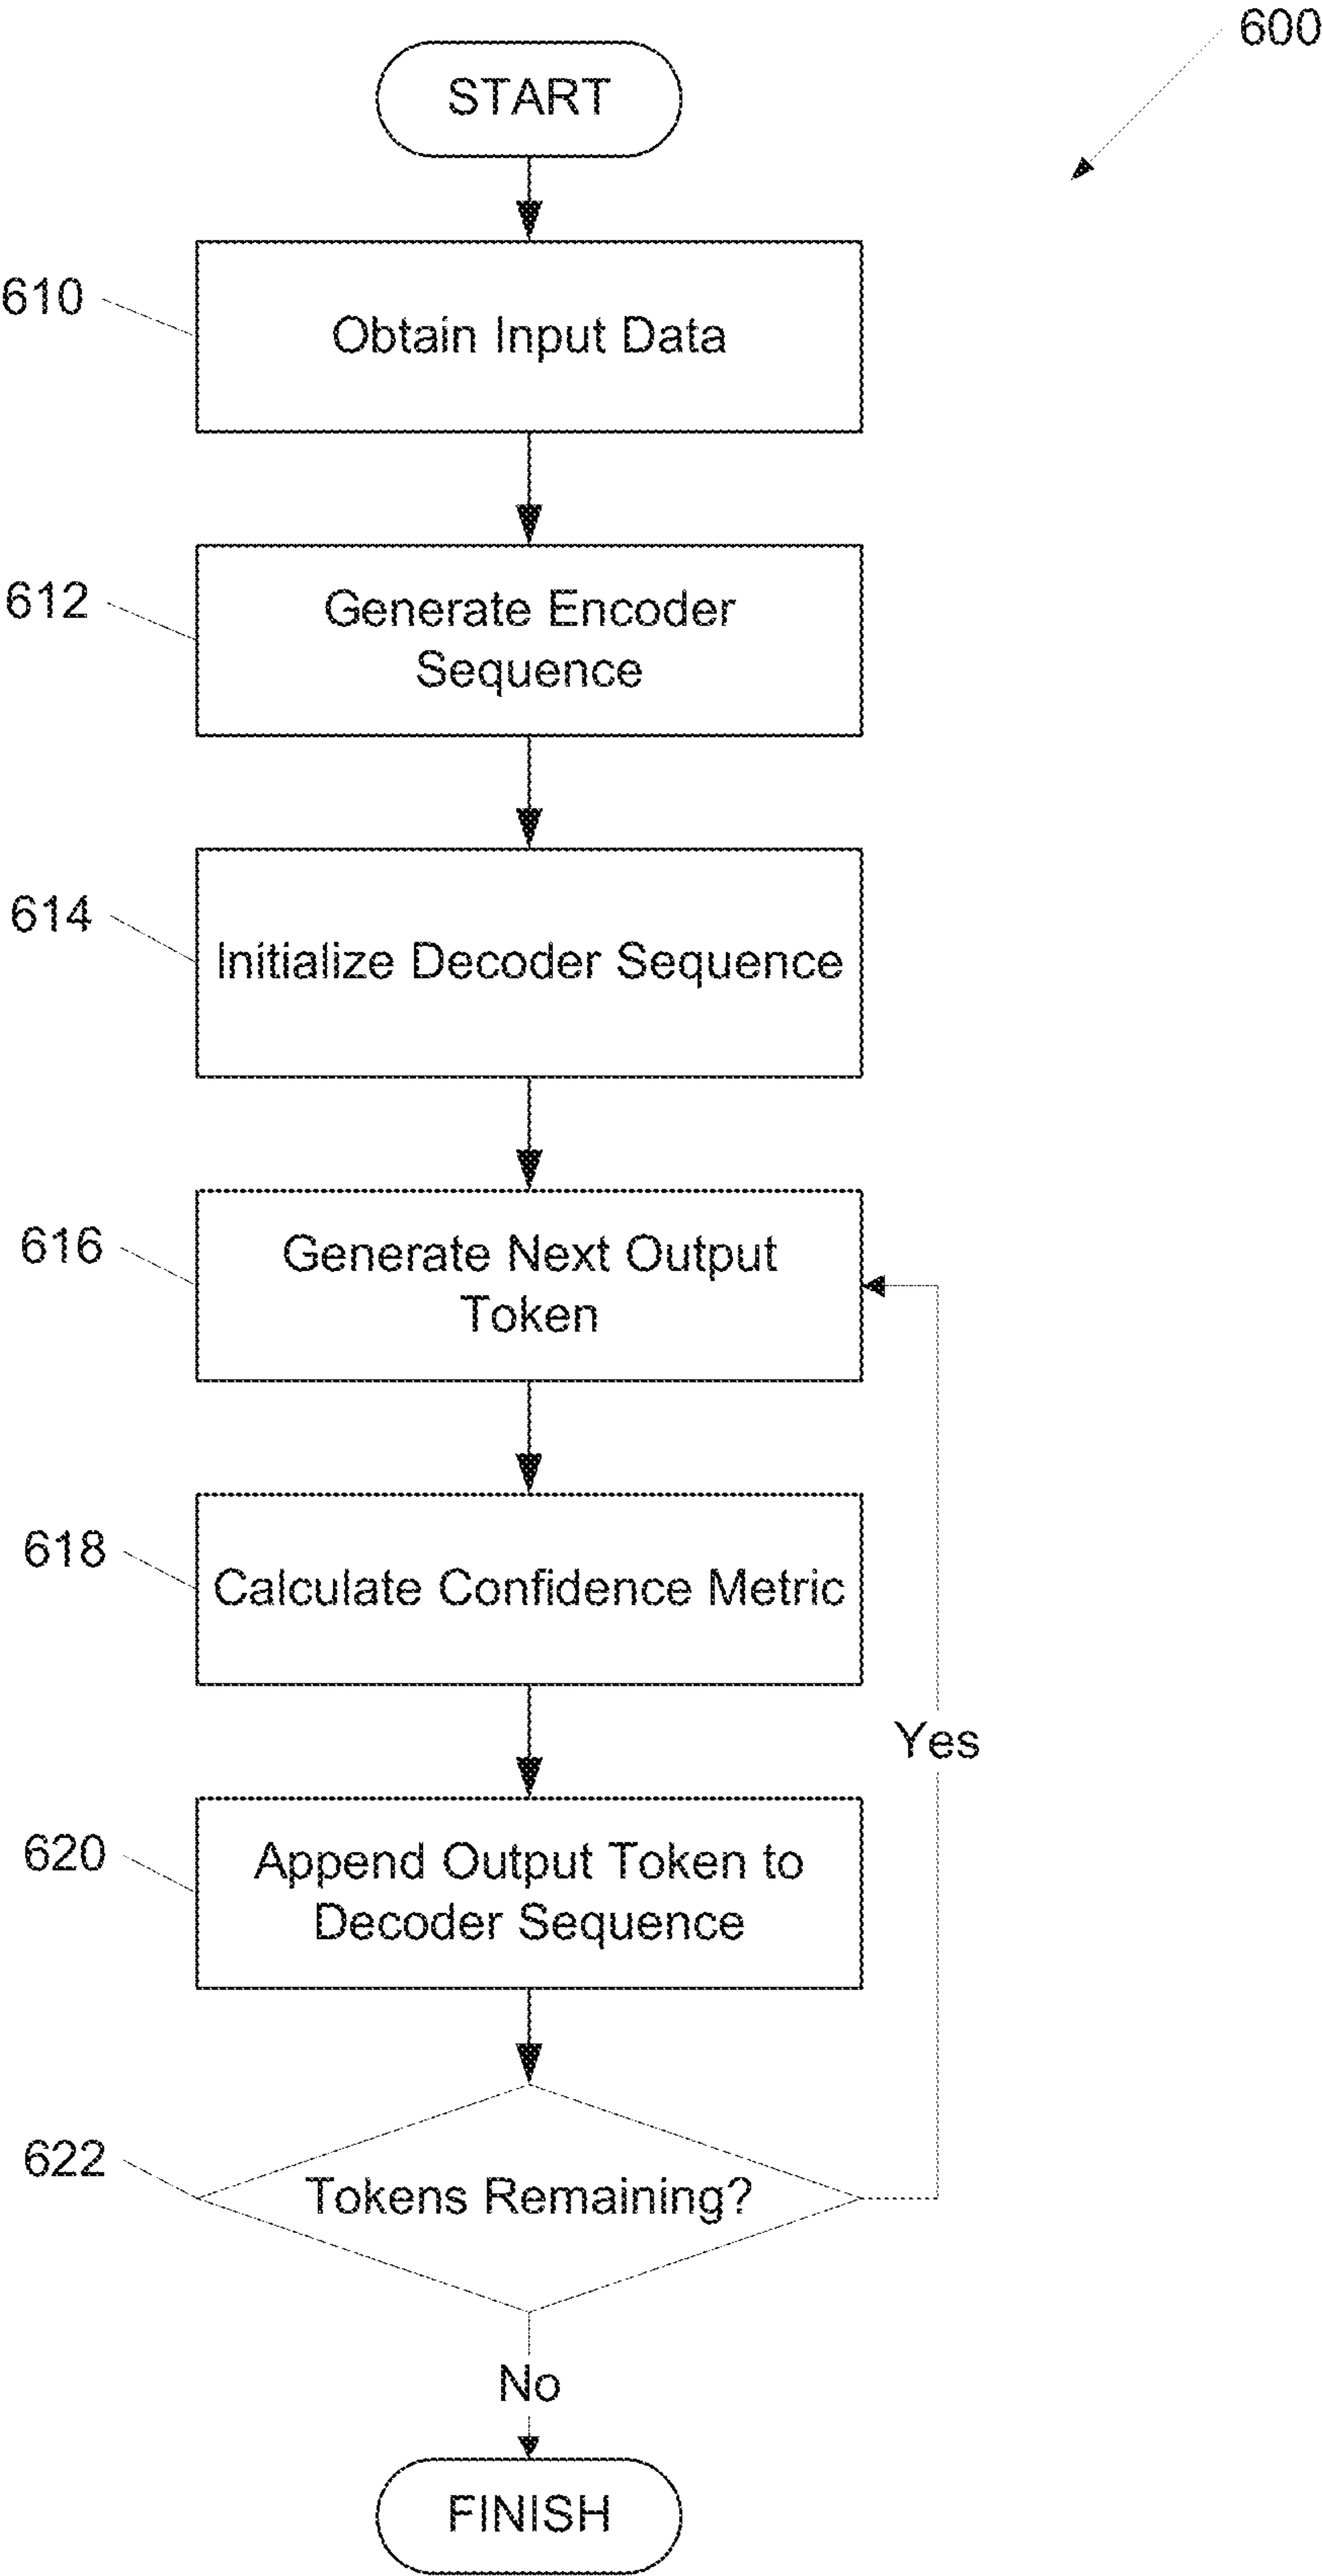 600
START
610
Obtain Input Data
612
Generate Encoder
Sequence
614
Initialize Decoder Sequence
616
Generate Next Output
Token
618
Calculate Confidence Metric
Yes
620
Append Output Token to
Decoder Sequence
622
Tokens Remaining?
No
FINISH